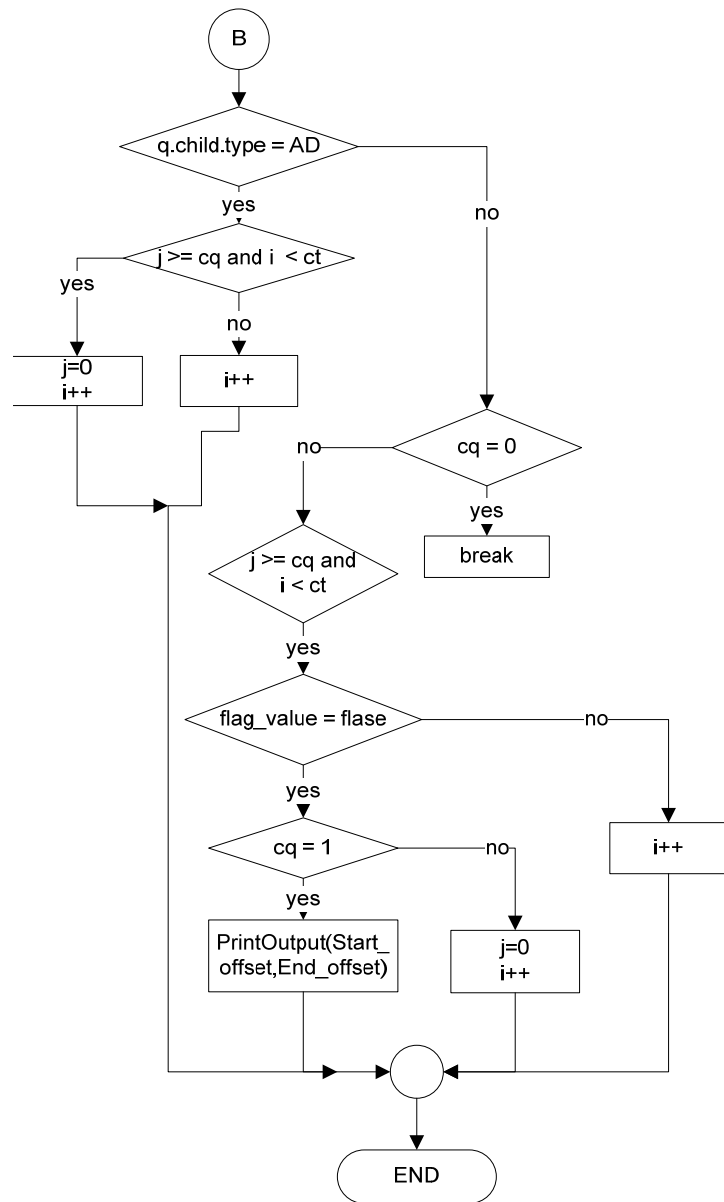 B
q.child.type = AD
yes
no
j >= cq and i < ct
yes
no
j=0
i++
i++
cq = 0
no
yes
break
j >= cq and
i < ct
yes
flag_value = flase
no
yes
i++
cq = 1
no
yes
PrintOutput(Start_
offset,End_offset)
j=0
i++
END